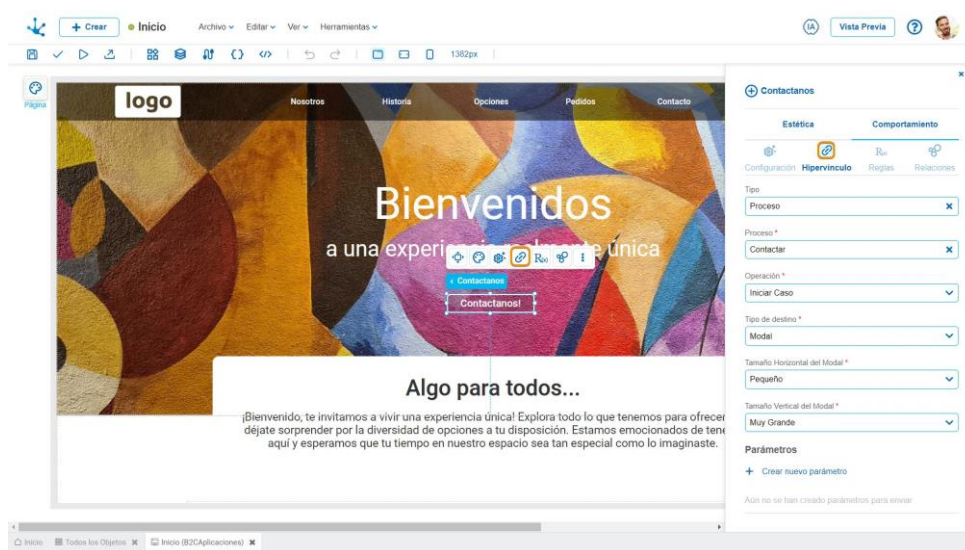 + Crear
Inicio
Archivo
Editar
Ver
Herramientas
IA
Vista Previa
?
1382px
Página
logo
Nosotros
Historia
Opciones
Pedidos
Contacto
Bienvenidos
a una experiencia realmente única
Contactanos
Contactanos!
Algo para todos...
¡Bienvenido, te invitamos a vivir una experiencia única! Explora todo lo que tenemos para ofrecer
déjate sorprender por la diversidad de opciones a tu disposición. Estamos emocionados de tene
aquí y esperamos que tu tiempo en nuestro espacio sea tan especial como lo imaginaste.
Contactanos
Estética
Comportamiento
Configuración
Hipervínculo
Reglas
Relaciones
Tipo
Proceso
Proceso *
Contactar
Operación *
Iniciar Caso
Tipo de destino *
Modal
Tamaño Horizontal del Modal *
Pequeño
Tamaño Vertical del Modal *
Muy Grande
Parámetros
+ Crear nuevo parámetro
Aún no se han creado parámetros para enviar
Inicio
Todos los Objetos
Inicio (B2CAplicaciones)